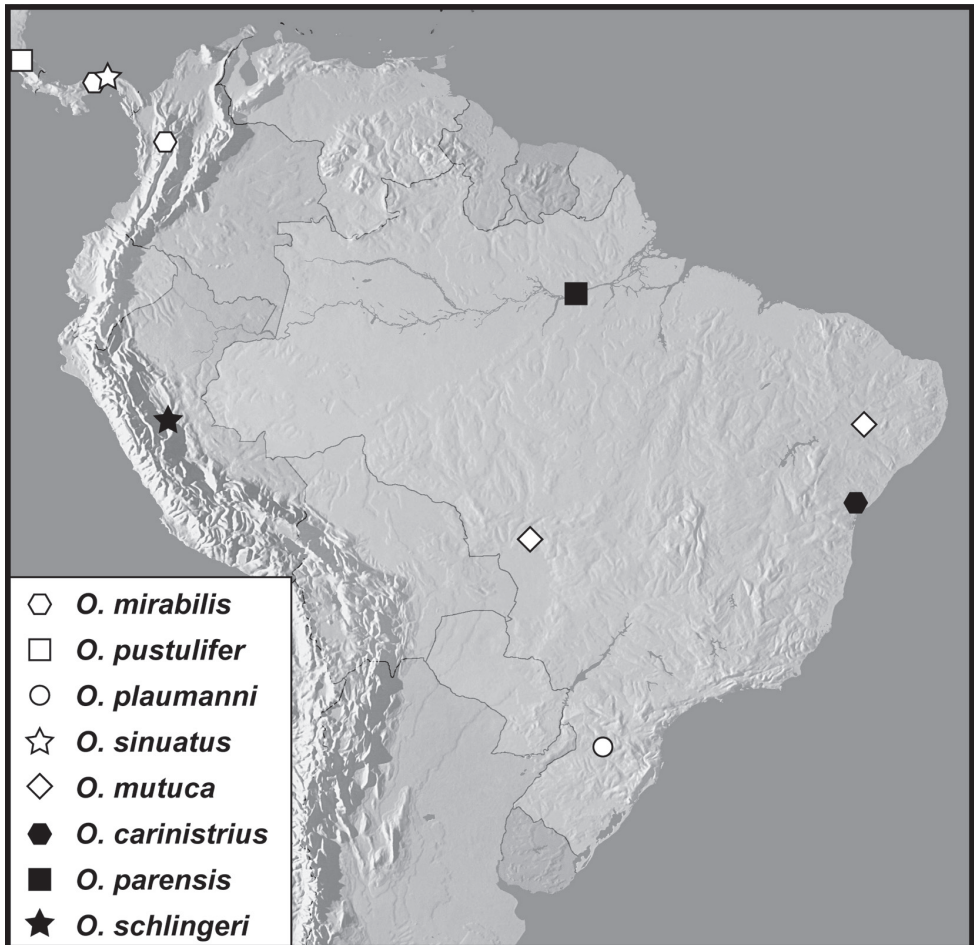 O. mirabilis
O. pustulifer
O. plaumanni
O. sinuatus
O. mutuca
O. carinistrius
O. parensis
O. schlingeri